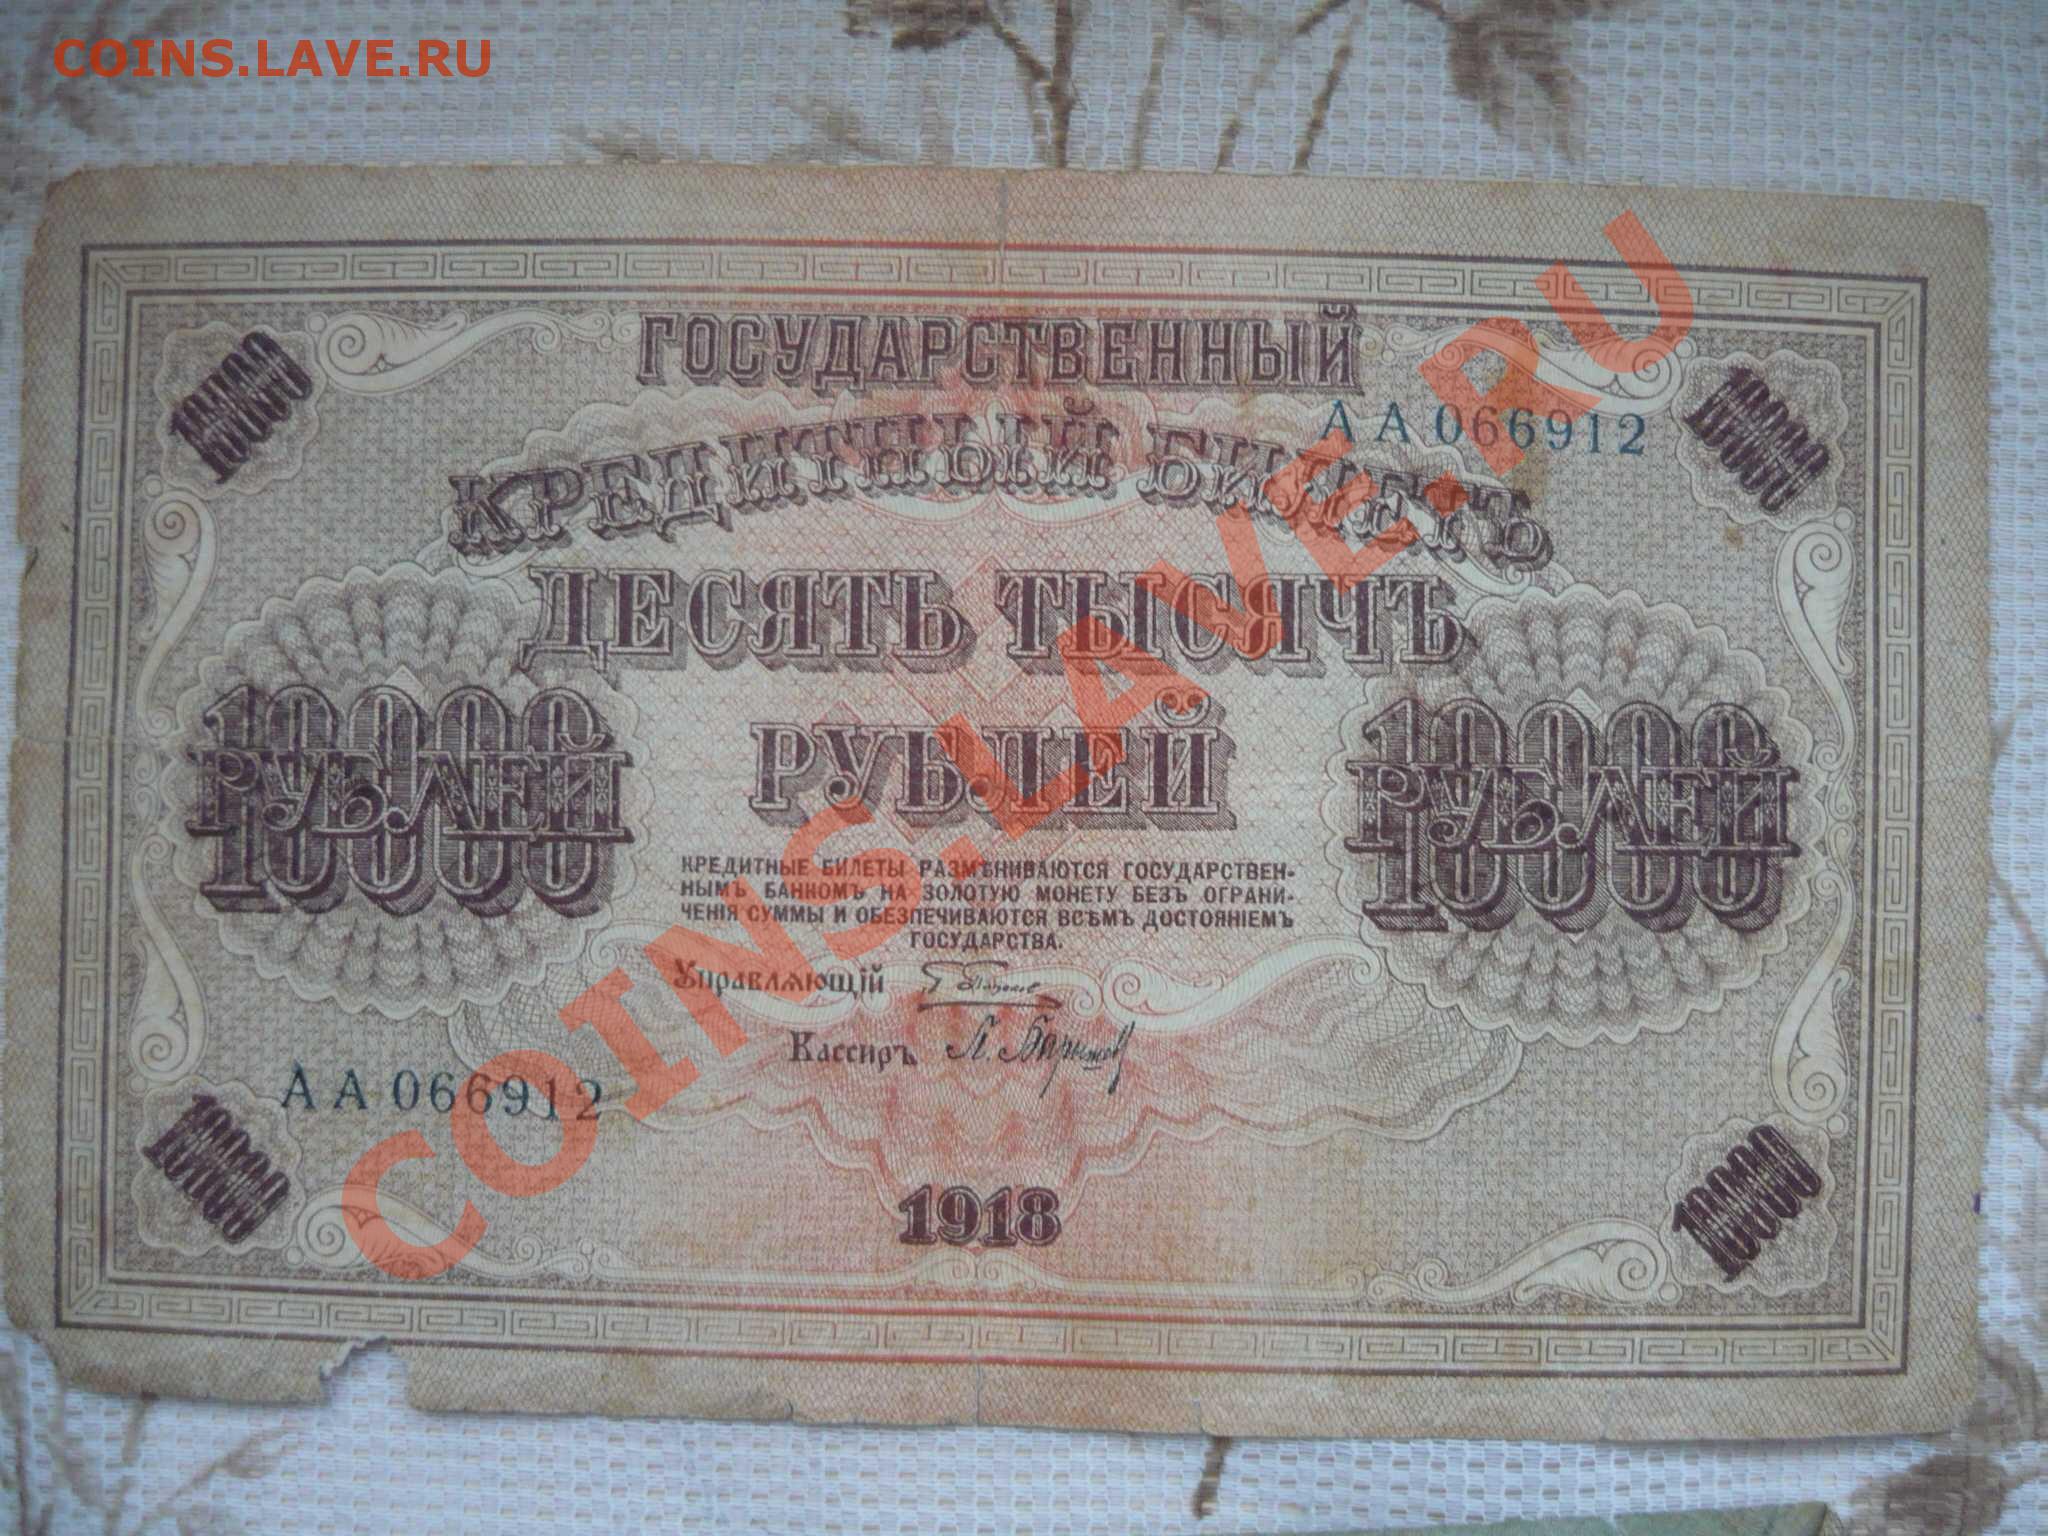 COINS.LAVE.RU
10000
ГОСУДАРСТВЕННЫЙ
10000
АА 066912
КРЕДИТНЫЙ БИЛЕТЪ
ДЕСЯТЬ ТЫСЯЧЪ
РУБЛЕЙ
10000
РУБЛЕЙ
10000
10000
РУБЛЕЙ
10000
КРЕДИТНЫЕ БИЛЕТЫ РАЗМѢНИВАЮТСЯ ГОСУДАРСТВЕН-
НЫМЪ БАНКОМЪ НА ЗОЛОТУЮ МОНЕТУ БЕЗЪ ОГРАНИ-
ЧЕНІЯ СУММЫ И ОБЕЗПЕЧИВАЮТСЯ ВСѢМЪ ДОСТОЯНІЕМЪ
ГОСУДАРСТВА.
Управляющій
Кассиръ
АА 066912
10000
1918
10000
COINS.LAVE.RU